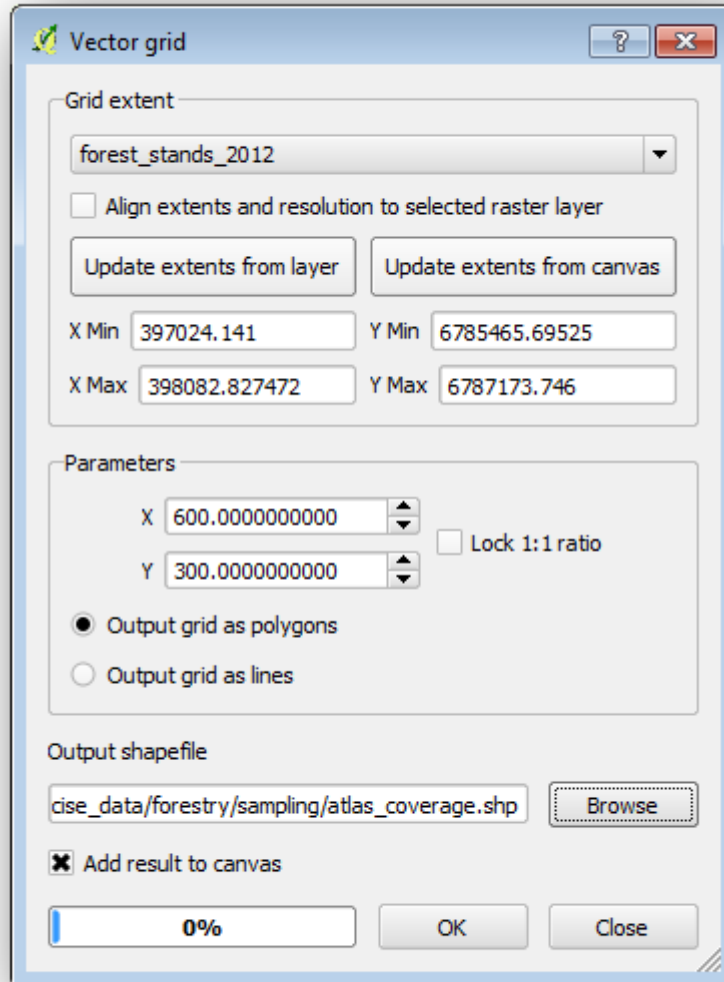 Vector grid
Grid extent
forest_stands_2012
Align extents and resolution to selected raster layer
Update extents from layer Update extents from canvas
X Min 397024.141 Y Min 6785465.69525
X Max 398082.827472 Y Max 6787173.746
Parameters
X 600.0000000000
Lock 1:1 ratio
Y 300.0000000000
Output grid as polygons
Output grid as lines
Output shapefile
cise_data/forestry/sampling/atlas_coverage.shp Browse
Add result to canvas
0% OK Close